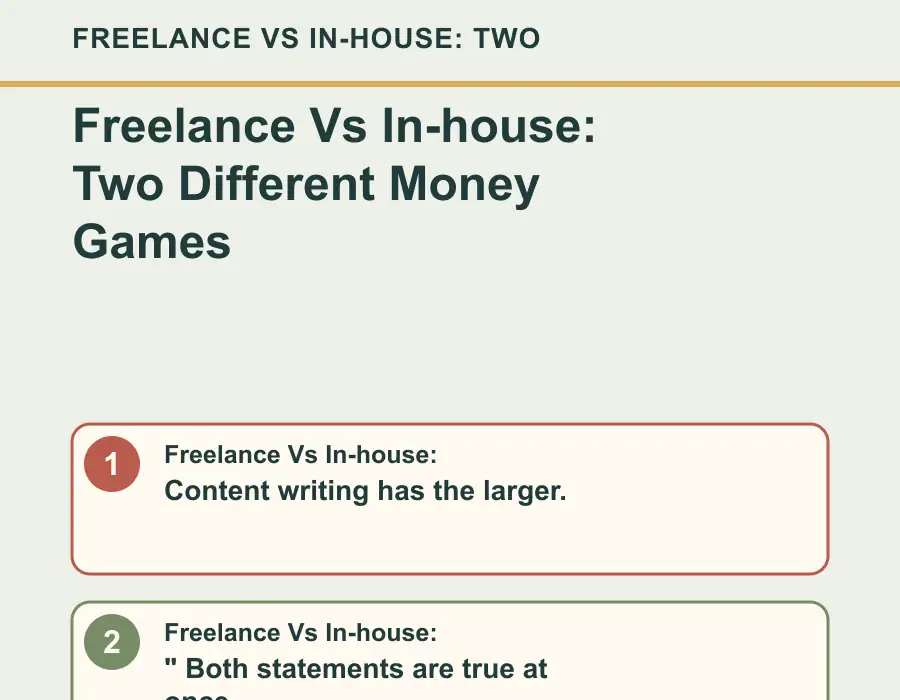 FREELANCE VS IN-HOUSE: TWO
Freelance Vs In-house:
Two Different Money
Games
1
Freelance Vs In-house:
Content writing has the larger.
2
Freelance Vs In-house:
" Both statements are true at
once